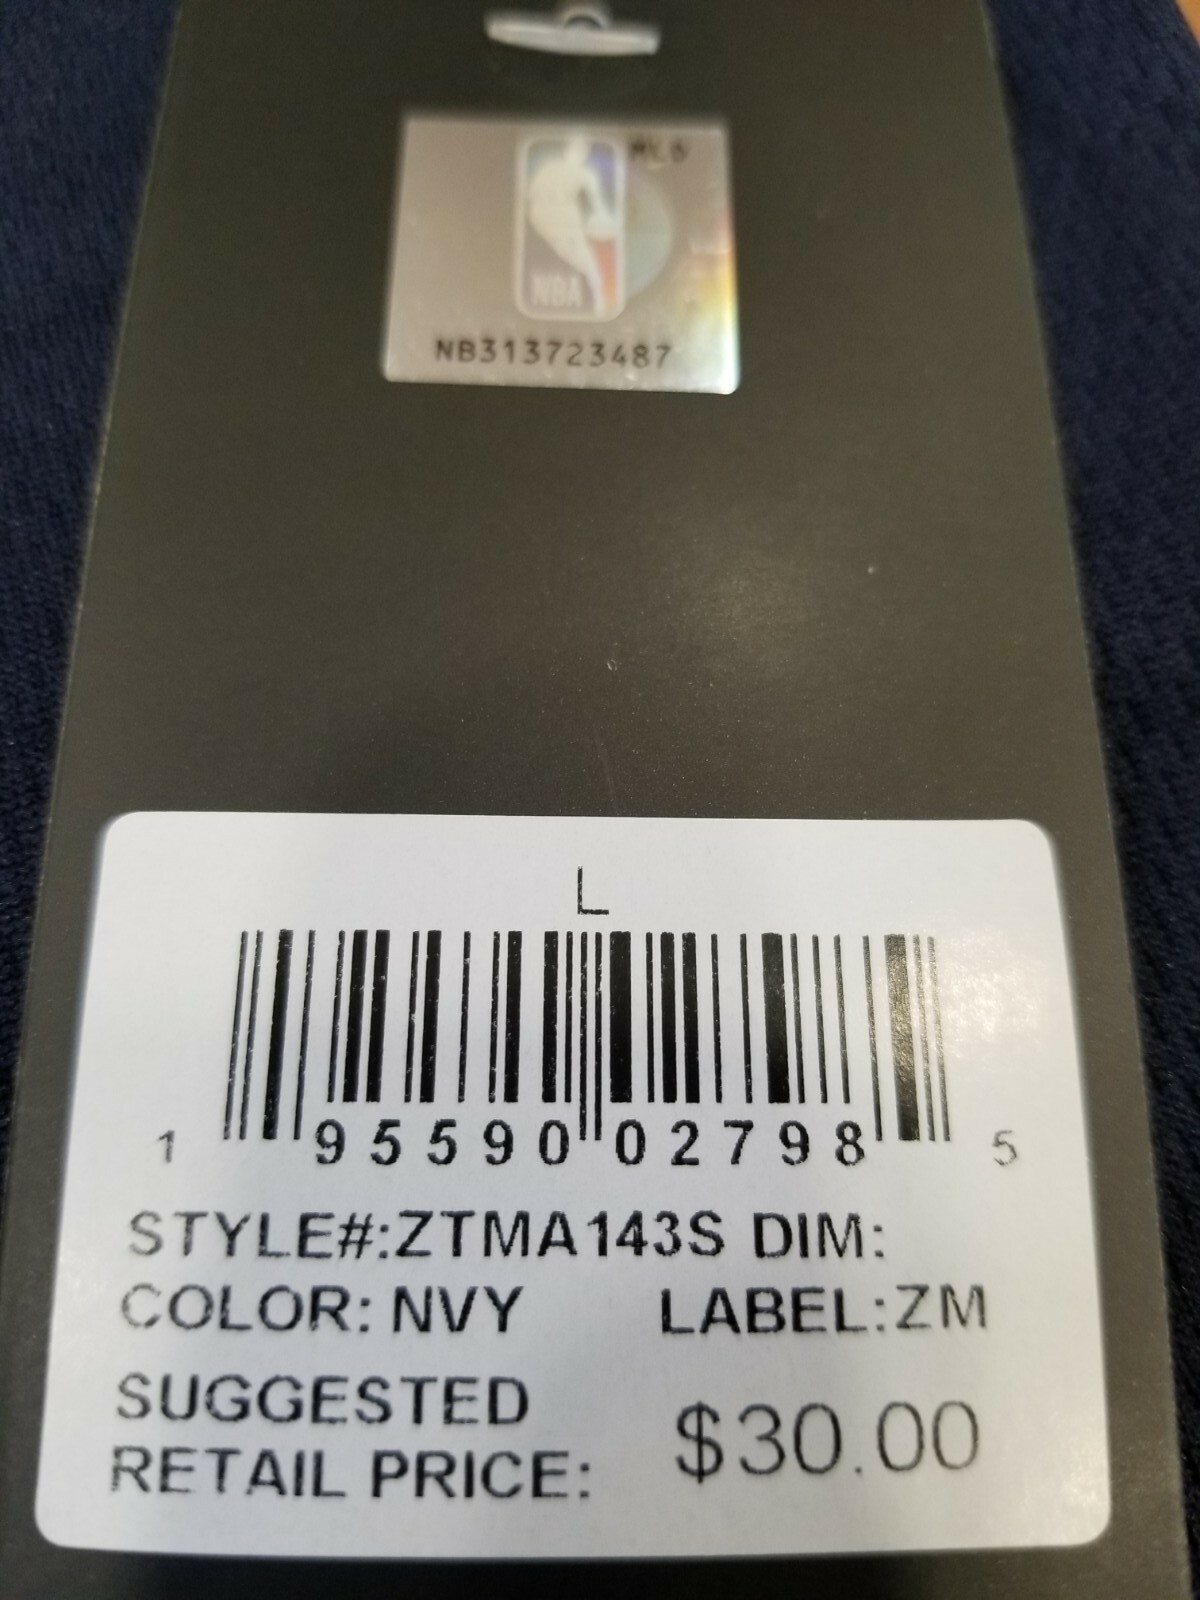 NBA
NB313723487
L
1 95590 02798 5
STYLE#:ZTMA143S DIM:
COLOR: NVY LABEL:ZM
SUGGESTED
RETAIL PRICE: $30.00